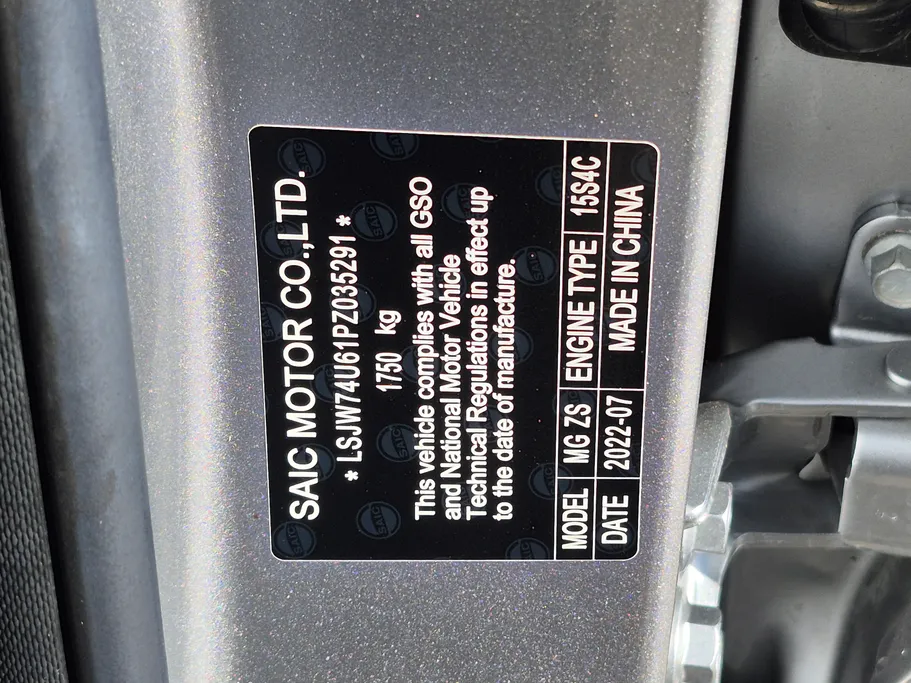 SAIC MOTOR CO.,LTD.
* LSJW74U61PZ035291 *
1750 kg
This vehicle complies with all GSO
and National Motor Vehicle
Technical Regulations in effect up
to the date of manufacture.
MODEL MG ZS ENGINE TYPE 15S4C
DATE 2022-07 MADE IN CHINA